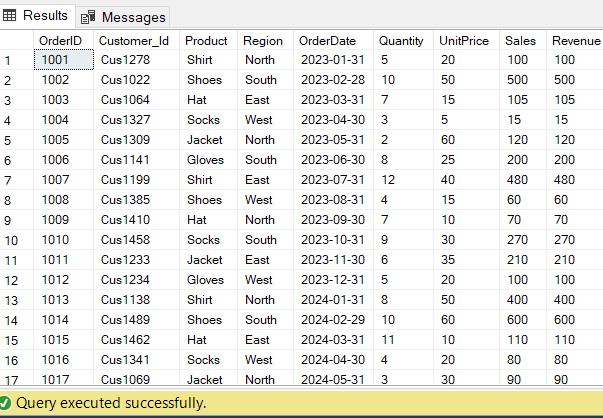 Results Messages
OrderID Customer_Id Product Region OrderDate Quantity UnitPrice Sales Revenue
1 1001 Cus1278 Shirt North 2023-01-31 5 20 100 100
2 1002 Cus1022 Shoes South 2023-02-28 10 50 500 500
3 1003 Cus1064 Hat East 2023-03-31 7 15 105 105
4 1004 Cus1327 Socks West 2023-04-30 3 5 15 15
5 1005 Cus1309 Jacket North 2023-05-31 2 60 120 120
6 1006 Cus1141 Gloves South 2023-06-30 8 25 200 200
7 1007 Cus1199 Shirt East 2023-07-31 12 40 480 480
8 1008 Cus1385 Shoes West 2023-08-31 4 15 60 60
9 1009 Cus1410 Hat North 2023-09-30 7 10 70 70
10 1010 Cus1458 Socks South 2023-10-31 9 30 270 270
11 1011 Cus1233 Jacket East 2023-11-30 6 35 210 210
12 1012 Cus1234 Gloves West 2023-12-31 5 20 100 100
13 1013 Cus1138 Shirt North 2024-01-31 8 50 400 400
14 1014 Cus1489 Shoes South 2024-02-29 10 60 600 600
15 1015 Cus1462 Hat East 2024-03-31 11 10 110 110
16 1016 Cus1341 Socks West 2024-04-30 4 20 80 80
17 1017 Cus1069 Jacket North 2024-05-31 3 30 90 90
Query executed successfully.